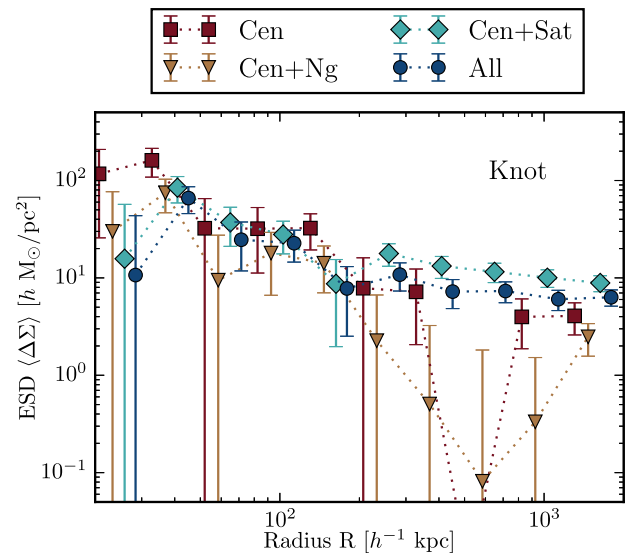 Cen Cen+Sat
Cen+Ng All
Knot
ESD ⟨ΔΣ⟩ [h M⊙/pc²]
10²
10¹
10⁰
10⁻¹
10² 10³
Radius R [h⁻¹ kpc]